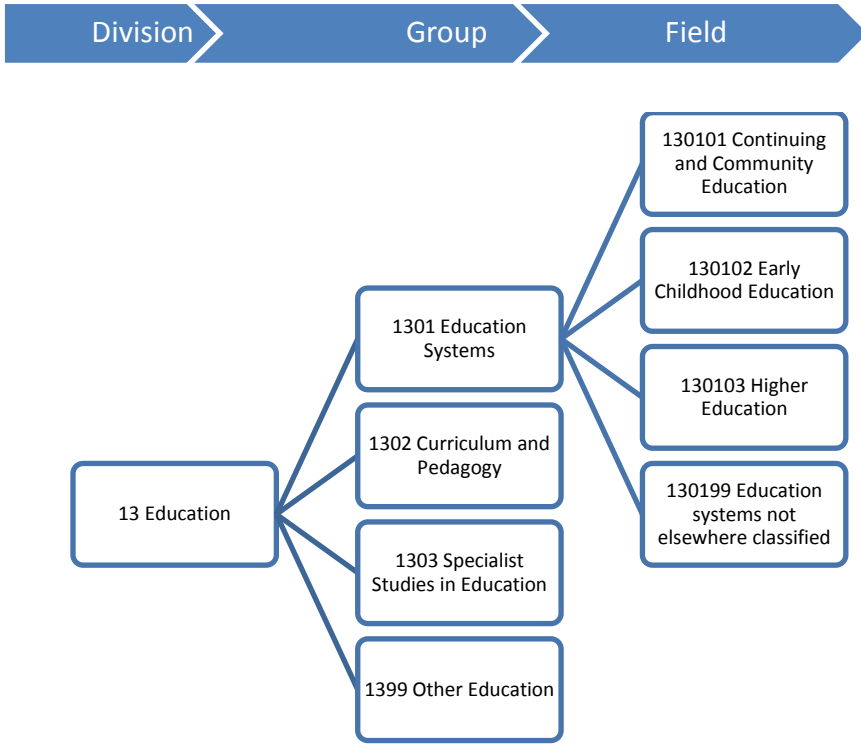 Division
Group
Field
130101 Continuing
and Community
Education
130102 Early
Childhood Education
1301 Education
Systems
130103 Higher
Education
1302 Curriculum and
Pedagogy
13 Education
130199 Education
systems not
elsewhere classified
1303 Specialist
Studies in Education
1399 Other Education